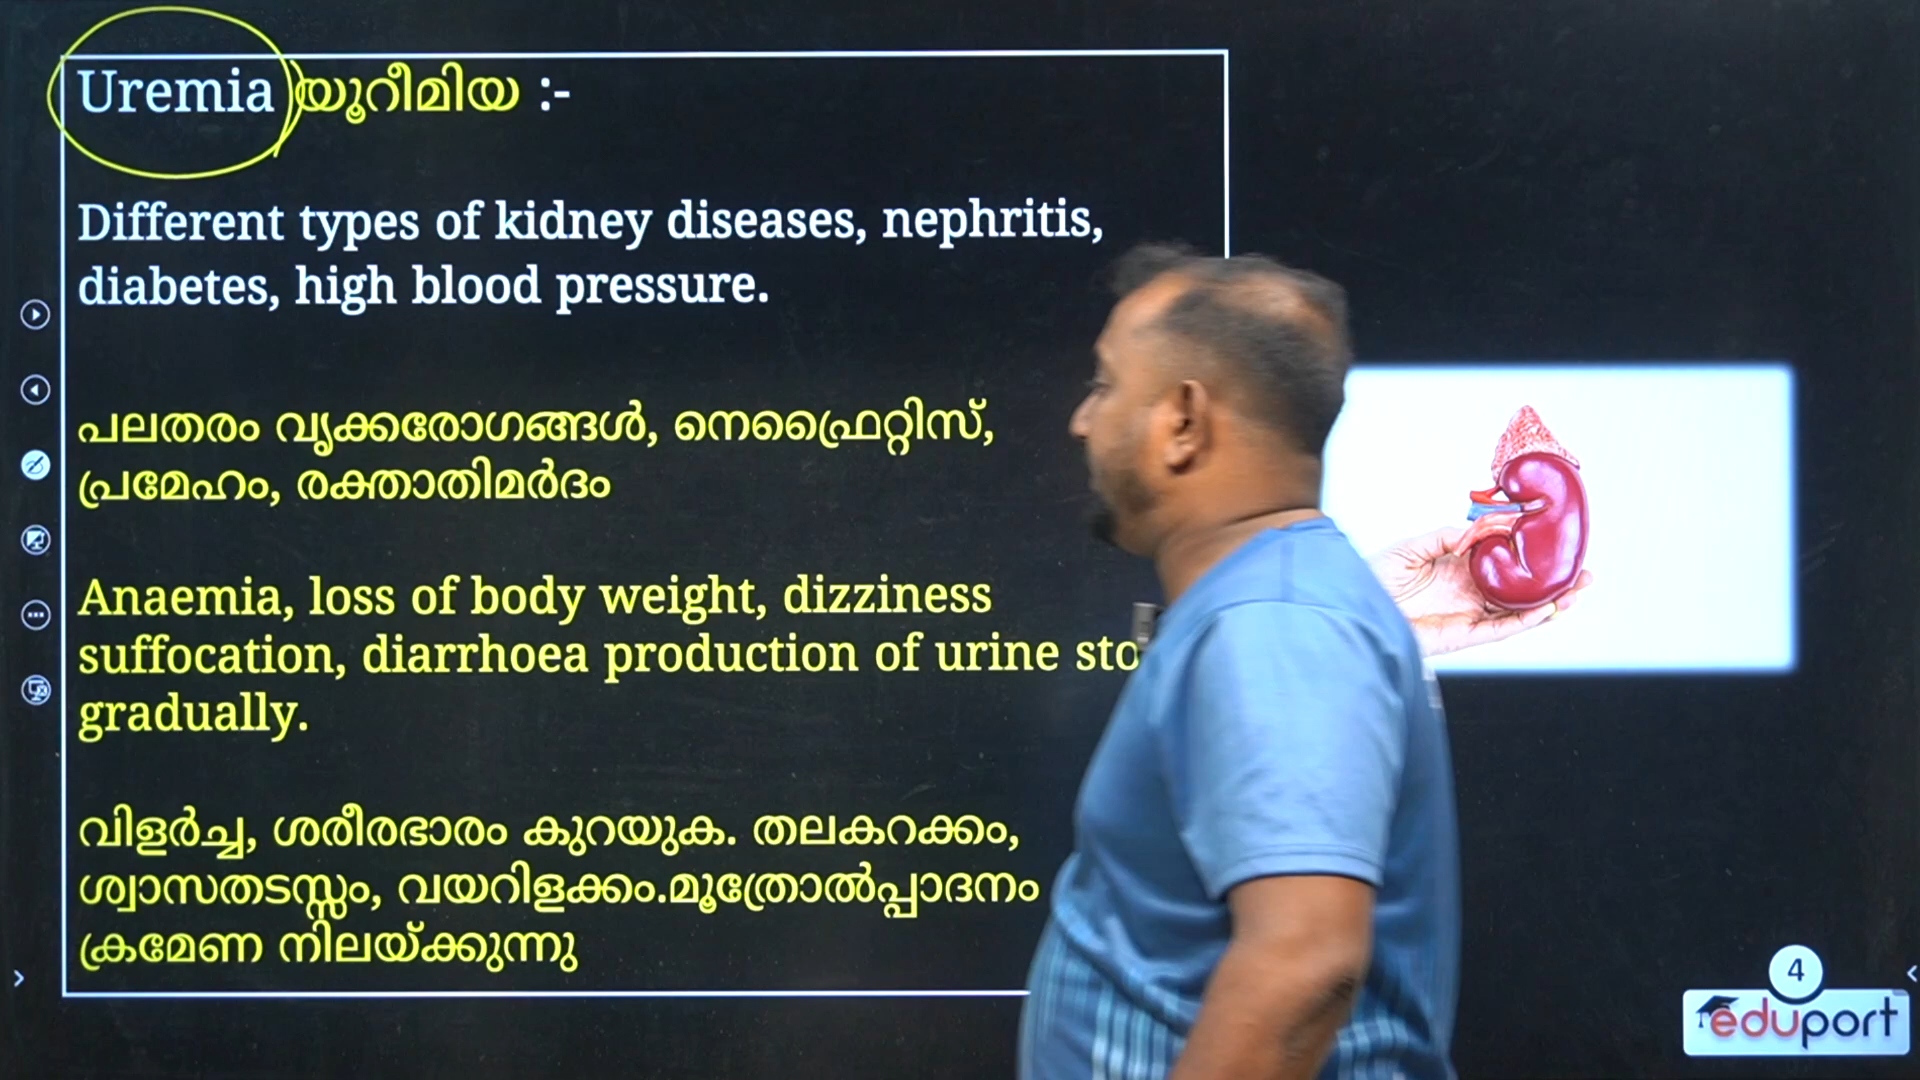 Uremia യൂറീമിയ :-
Different types of kidney diseases, nephritis,
diabetes, high blood pressure.
പലതരം വൃക്കരോഗങ്ങൾ, നെഫ്രൈറ്റിസ്,
പ്രമേഹം, രക്താതിമർദം
Anaemia, loss of body weight, dizziness
suffocation, diarrhoea production of urine
gradually.
വിളർച്ച, ശരീരഭാരം കുറയുക. തലകറക്കം,
ശ്വാസതടസ്സം, വയറിളക്കം.മൂത്രോൽപ്പാദനം
ക്രമേണ നിലയ്ക്കുന്നു
4
eduport